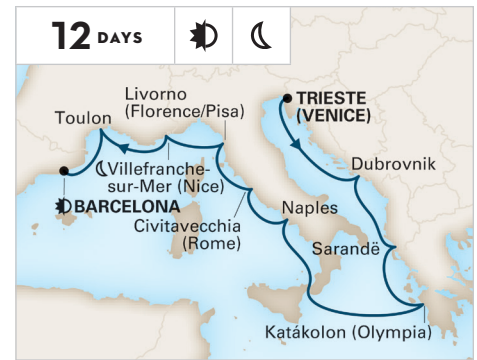 12 DAYS
Livorno
(Florence/Pisa)
TRIESTE
(VENICE)
Toulon
Dubrovnik
Villefranche-
sur-Mer (Nice)
BARCELONA
Naples
Civitavecchia
(Rome)
Sarandë
Katákolon (Olympia)